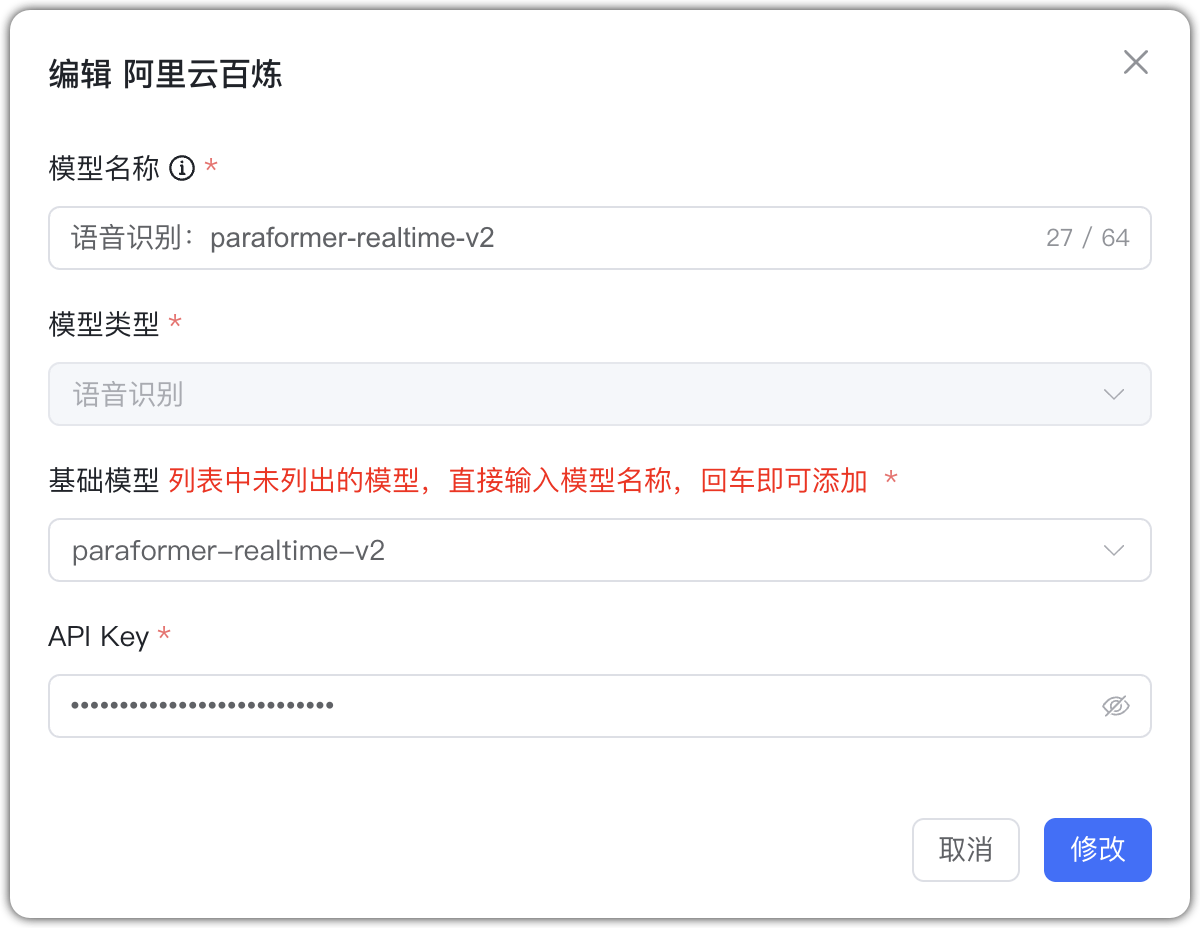 编辑 阿里云百炼
模型名称 *
语音识别：paraformer-realtime-v2 27 / 64
模型类型 *
语音识别
基础模型 列表中未列出的模型，直接输入模型名称，回车即可添加 *
paraformer-realtime-v2
API Key *
•••••••••••••••••••••••••••
取消 修改